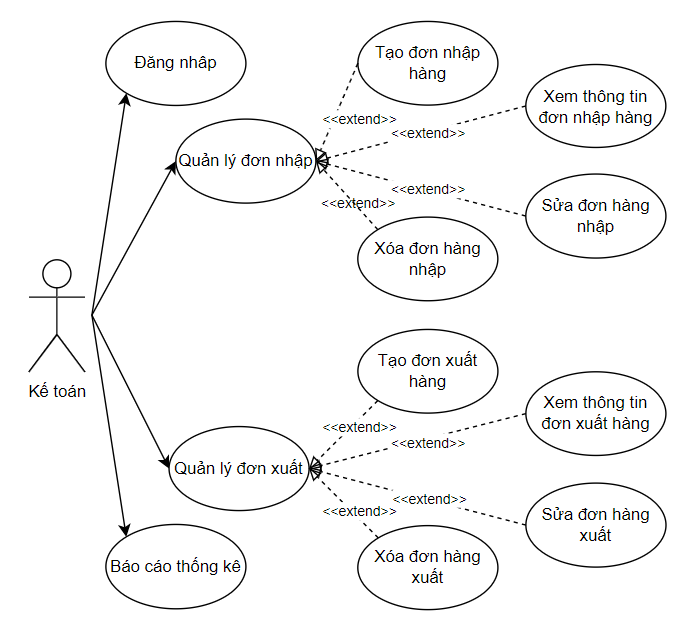 Đăng nhâp
Tạo đơn nhập
hàng
Xem thông tin
đơn nhập hàng
<<extend>>
<<extend>>
Quản lý đơn nhập
<<extend>>
<<extend>>
Sửa đơn hàng
nhập
Xóa đơn hàng
nhập
Kế toán
Tạo đơn xuất
hàng
Xem thông tin
đơn xuất hàng
<<extend>>
<<extend>>
Quản lý đơn xuất
<<extend>>
<<extend>>
Sửa đơn hàng
xuất
Xóa đơn hàng
xuất
Báo cáo thống kê